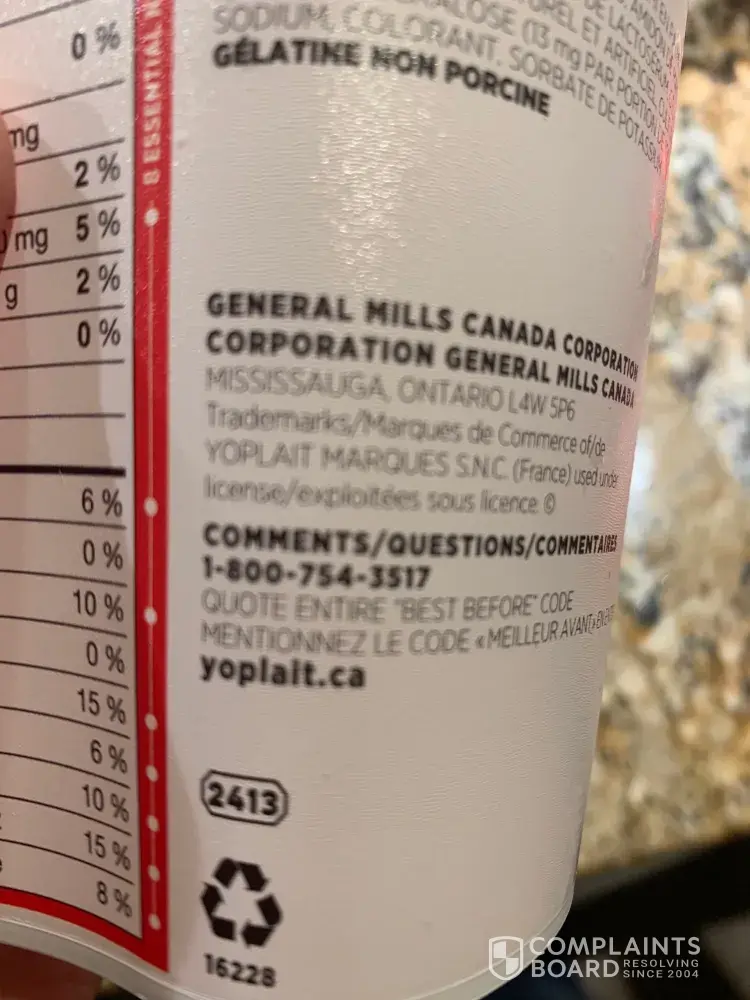 0 %
mg
2 %
mg 5 %
g 2 %
0 %
6 %
0 %
10 %
0 %
15 %
6 %
10 %
15 %
8 %
8 ESSENTIAL
SODIUM, COLORANT, SORBATE DE POTASSIUM
GÉLATINE NON PORCINE
GENERAL MILLS CANADA CORPORATION
CORPORATION GENERAL MILLS CANADA
MISSISSAUGA, ONTARIO L4W 5P6
Trademarks/Marques de Commerce of/de
YOPLAIT MARQUES S.N.C. (France) used under
license/exploitées sous licence ©
COMMENTS/QUESTIONS/COMMENTAIRES
1-800-754-3517
QUOTE ENTIRE "BEST BEFORE" CODE
MENTIONNEZ LE CODE «MEILLEUR AVANT»
yoplait.ca
2413
16228
COMPLAINTS
BOARD RESOLVING
SINCE 2004